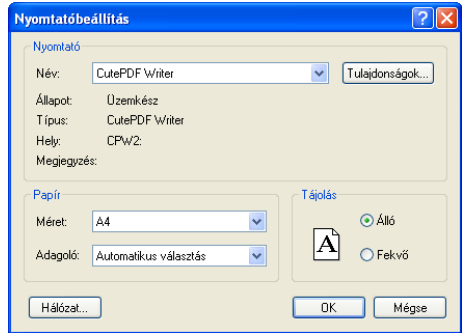 Nyomtatóbeállítás
Nyomtató
Név: CutePDF Writer Tulajdonságok...
Állapot: Üzemkész
Típus: CutePDF Writer
Hely: CPW2:
Megjegyzés:
Papír
Méret: A4
Adagoló: Automatikus választás
Tájolás
A
Álló
Fekvő
Hálózat... OK Mégse